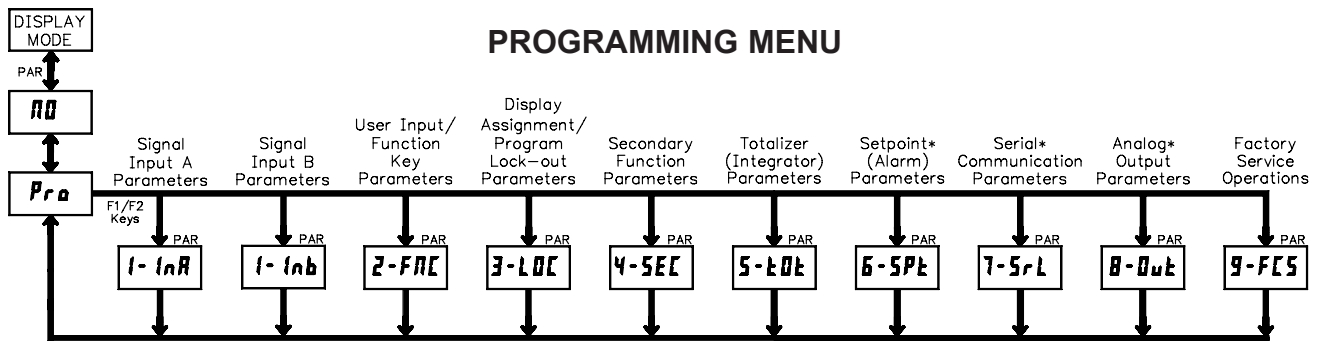 DISPLAY
MODE
PROGRAMMING MENU
PAR
NO
Pro
F1/F2
Keys
Signal
Input A
Parameters
Signal
Input B
Parameters
User Input/
Function
Key
Parameters
Display
Assignment/
Program
Lock-out
Parameters
Secondary
Function
Parameters
Totalizer
(Integrator)
Parameters
Setpoint*
(Alarm)
Parameters
Serial*
Communication
Parameters
Analog*
Output
Parameters
Factory
Service
Operations
PAR
PAR
PAR
PAR
PAR
PAR
PAR
PAR
PAR
PAR
1-InA
1-Inb
2-FNC
3-LOC
4-SEC
5-tOt
6-SPt
7-SrL
8-Out
9-FCS